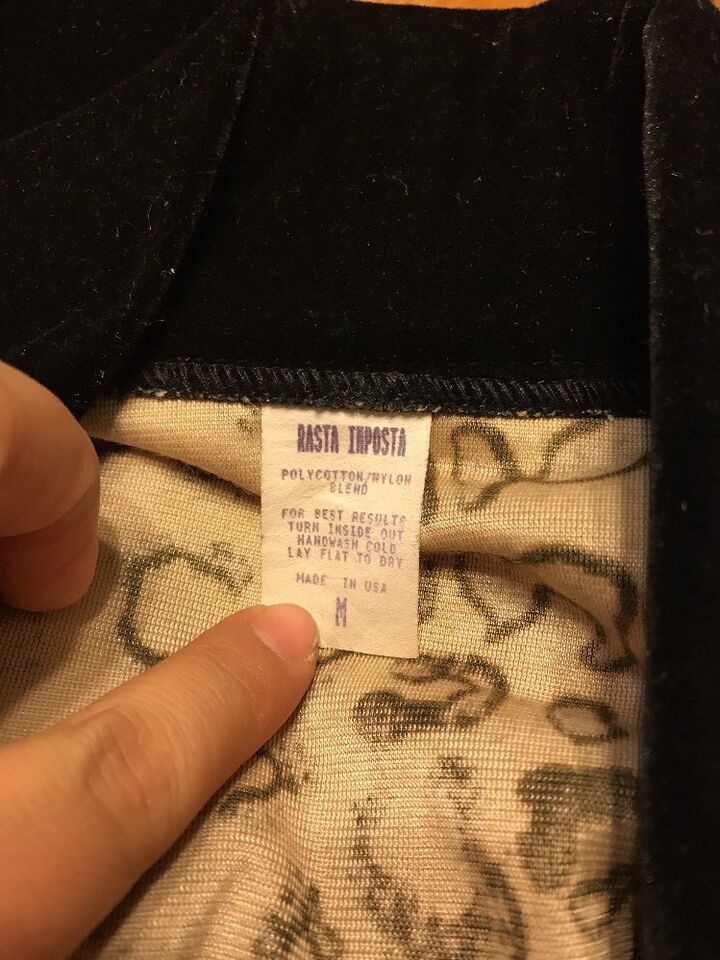 RASTA IMPOSTA
POLYCOTTON/NYLON
BLEND
FOR BEST RESULTS
TURN INSIDE OUT
HANDWASH COLD
LAY FLAT TO DRY
MADE IN USA
M